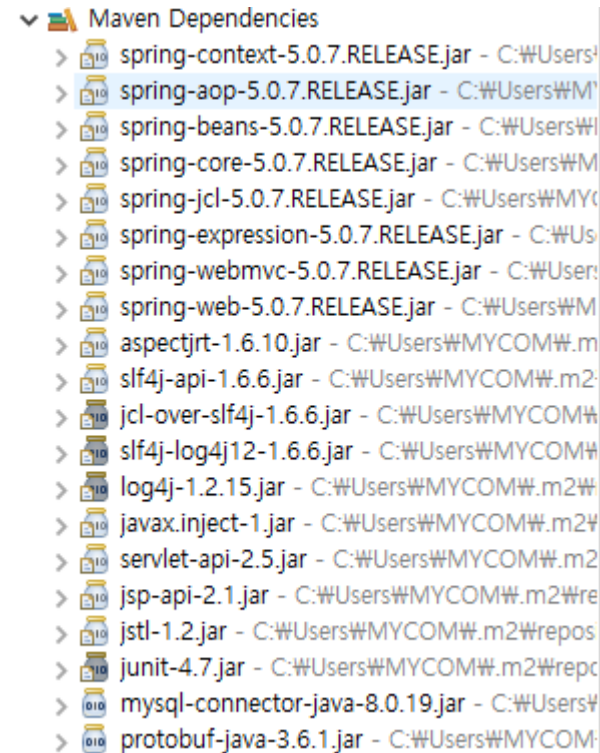 Maven Dependencies
spring-context-5.0.7.RELEASE.jar - C:₩Users₩
spring-aop-5.0.7.RELEASE.jar - C:₩Users₩M
spring-beans-5.0.7.RELEASE.jar - C:₩Users₩
spring-core-5.0.7.RELEASE.jar - C:₩Users₩M
spring-jcl-5.0.7.RELEASE.jar - C:₩Users₩MY
spring-expression-5.0.7.RELEASE.jar - C:₩Us
spring-webmvc-5.0.7.RELEASE.jar - C:₩Users
spring-web-5.0.7.RELEASE.jar - C:₩Users₩M
aspectjrt-1.6.10.jar - C:₩Users₩MYCOM₩.m
slf4j-api-1.6.6.jar - C:₩Users₩MYCOM₩.m2
jcl-over-slf4j-1.6.6.jar - C:₩Users₩MYCOM₩
slf4j-log4j12-1.6.6.jar - C:₩Users₩MYCOM₩
log4j-1.2.15.jar - C:₩Users₩MYCOM₩.m2₩
javax.inject-1.jar - C:₩Users₩MYCOM₩.m2₩
servlet-api-2.5.jar - C:₩Users₩MYCOM₩.m2
jsp-api-2.1.jar - C:₩Users₩MYCOM₩.m2₩re
jstl-1.2.jar - C:₩Users₩MYCOM₩.m2₩repos
junit-4.7.jar - C:₩Users₩MYCOM₩.m2₩repo
mysql-connector-java-8.0.19.jar - C:₩Users₩
protobuf-java-3.6.1.jar - C:₩Users₩MYCOM